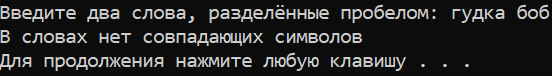 Введите два слова, разделённые пробелом: гудка боб
В словах нет совпадающих символов
Для продолжения нажмите любую клавишу . . .